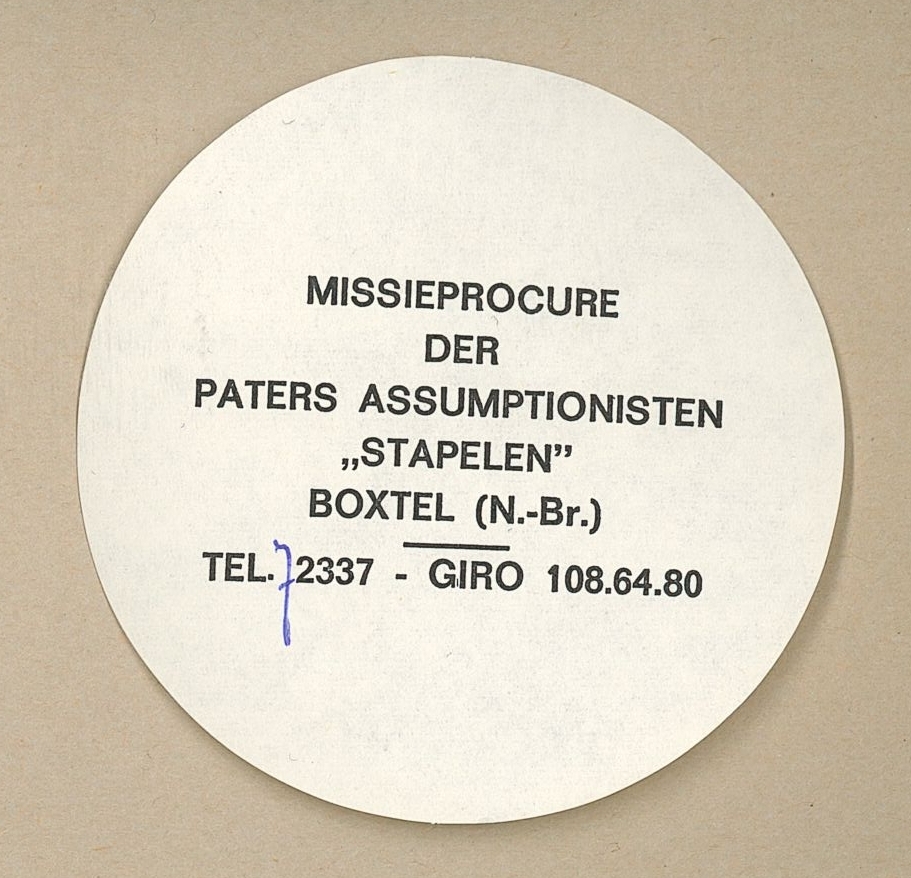 MISSIEPROCURE
DER
PATERS ASSUMPTIONISTEN
„STAPELEN”
BOXTEL (N.-Br.)
TEL. 72337 - GIRO 108.64.80